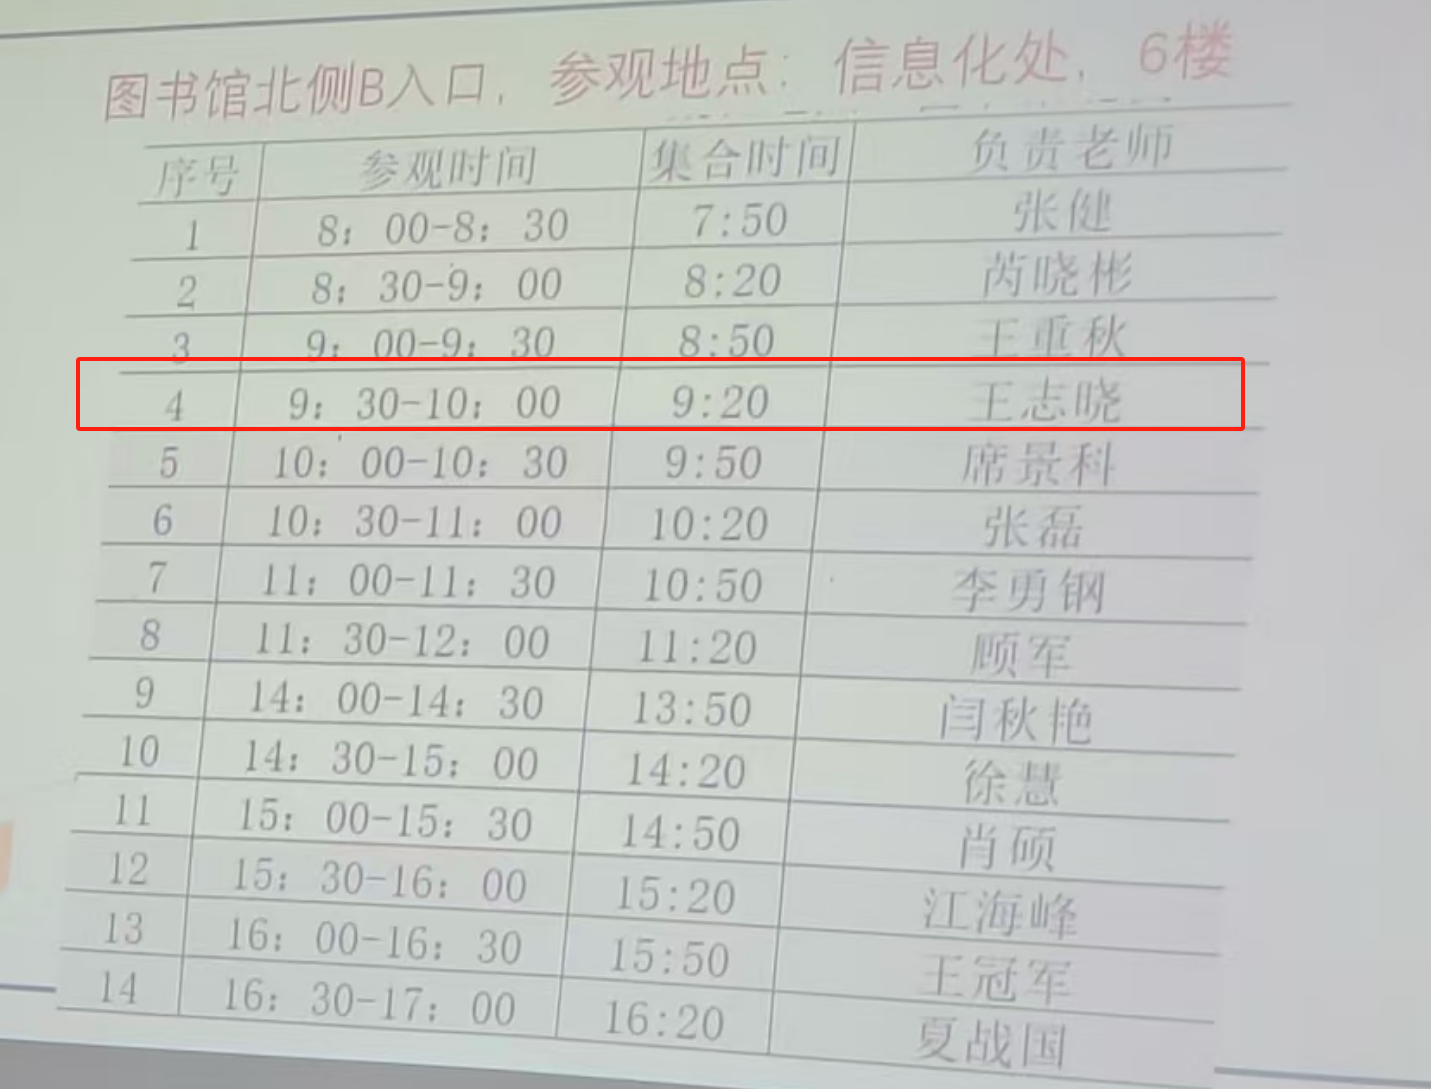 图书馆北侧B入口, 参观地点: 信息化处, 6楼
序号 参观时间 集合时间 负责老师
1 8: 00-8: 30 7:50 张健
2 8: 30-9: 00 8:20 芮晓彬
3 9: 00-9: 30 8:50 王重秋
4 9: 30-10: 00 9:20 王志晓
5 10: 00-10: 30 9:50 席景科
6 10: 30-11: 00 10:20 张磊
7 11: 00-11: 30 10:50 李勇钢
8 11: 30-12: 00 11:20 顾军
9 14: 00-14: 30 13:50 闫秋艳
10 14: 30-15: 00 14:20 徐慧
11 15: 00-15: 30 14:50 肖硕
12 15: 30-16: 00 15:20 江海峰
13 16: 00-16: 30 15:50 王冠军
14 16: 30-17: 00 16:20 夏战国